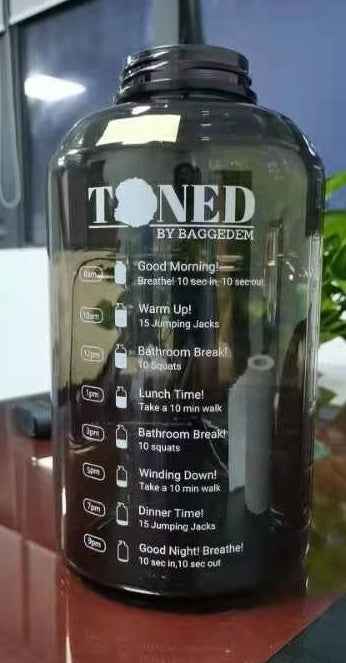 TONED
BY BAGGEDEM
8am Good Morning!
Breathe! 10 sec in, 10 sec out
10am Warm Up!
15 Jumping Jacks
12pm Bathroom Break!
10 Squats
1pm Lunch Time!
Take a 10 min walk
3pm Bathroom Break!
10 squats
5pm Winding Down!
Take a 10 min walk
7pm Dinner Time!
15 Jumping Jacks
9pm Good Night! Breathe!
10 sec in,10 sec out